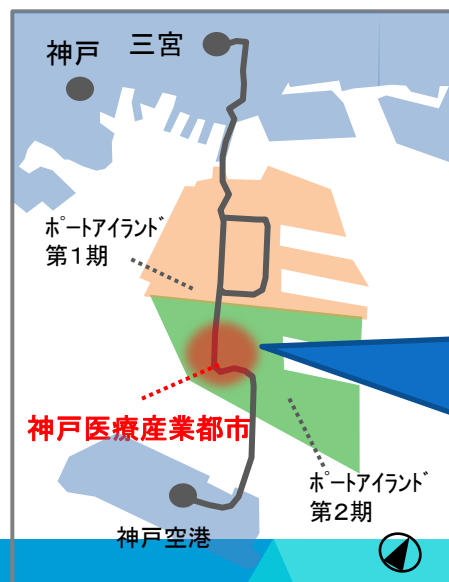 三宮
神戸
ポートアイランド
第1期
神戸医療産業都市
ポートアイランド
第2期
神戸空港